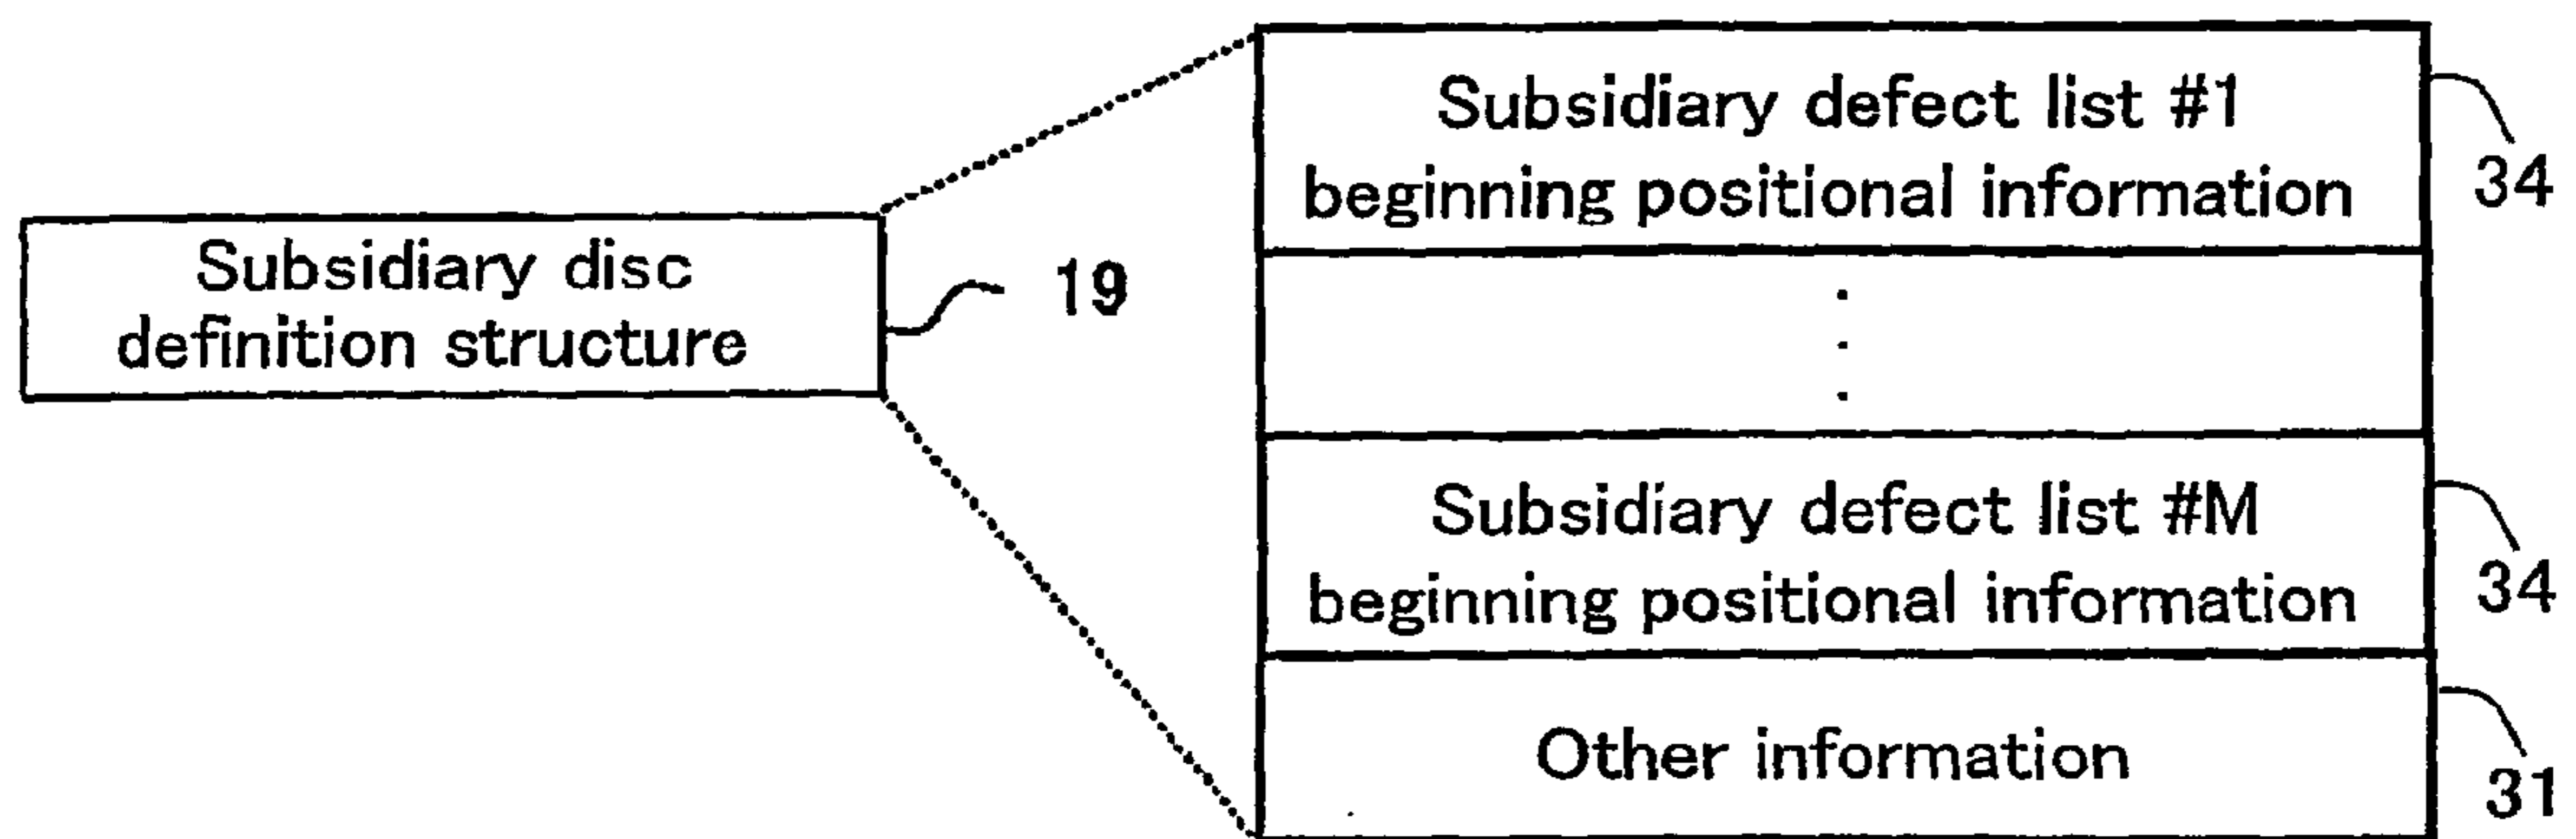 Subsidiary disc
definition structure
19
Subsidiary defect list #1
beginning positional information
34
.
.
.
Subsidiary defect list #M
beginning positional information
34
Other information
31